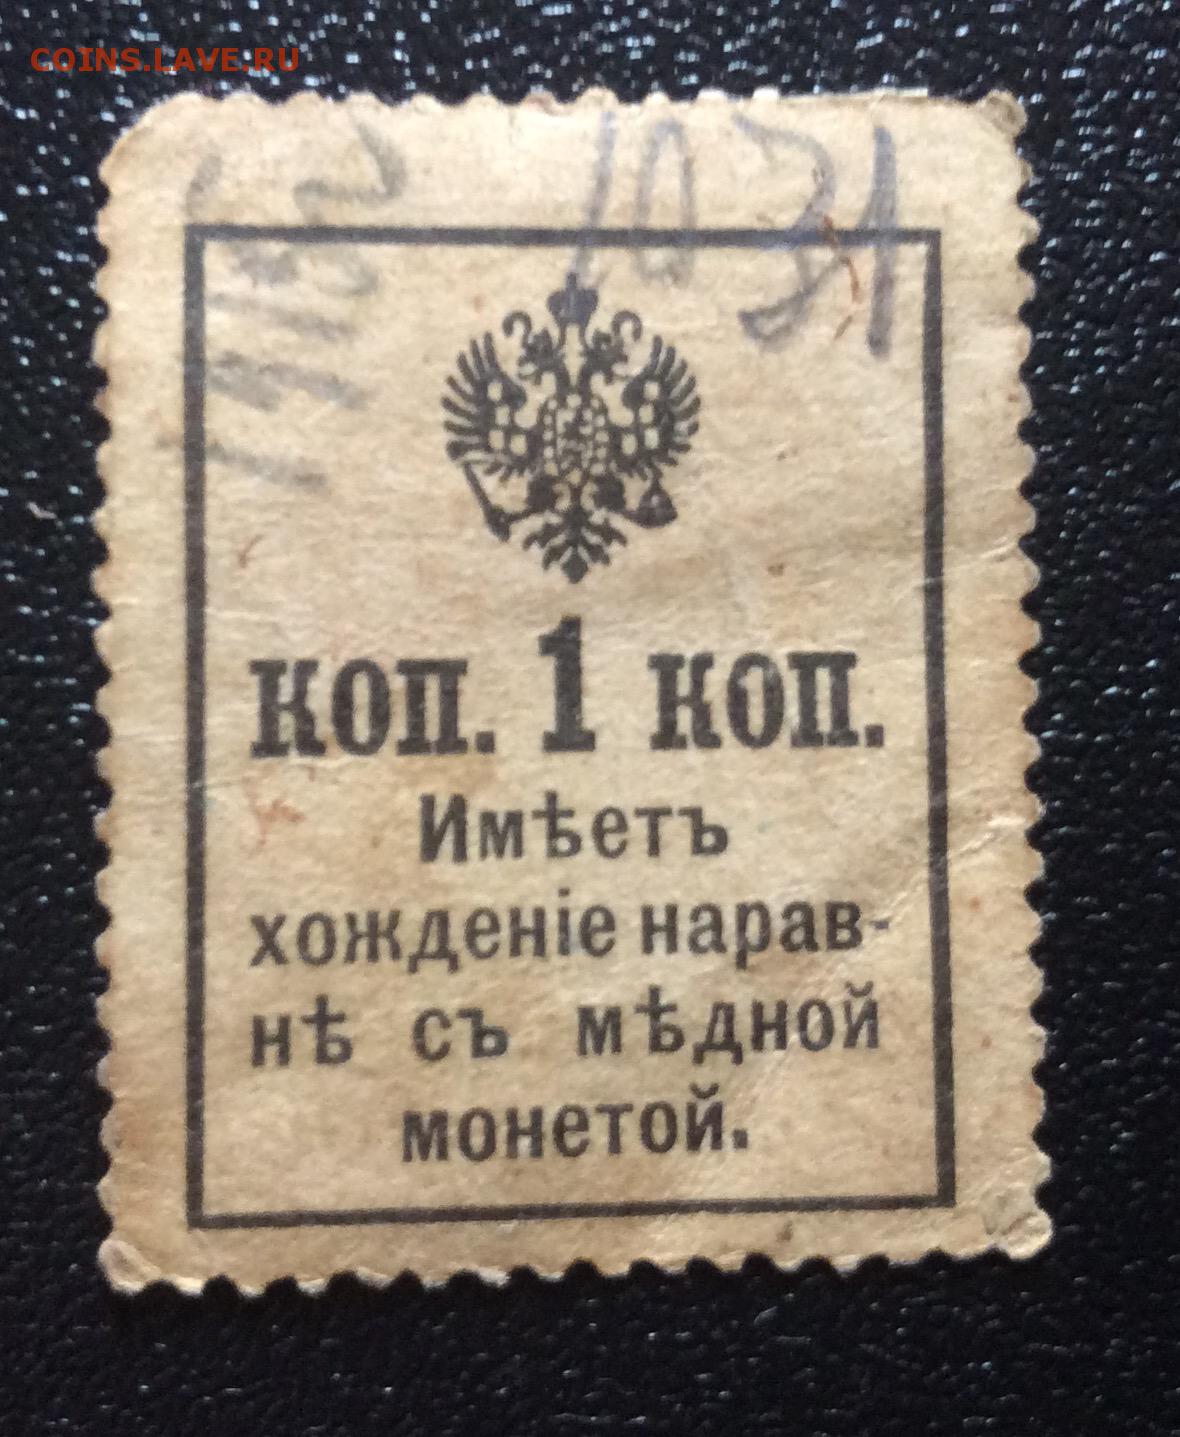 COINS.LAVE.RU
КОП. 1 КОП.
Имѣетъ
хожденіе нарав-
нѣ съ мѣдной
монетой.